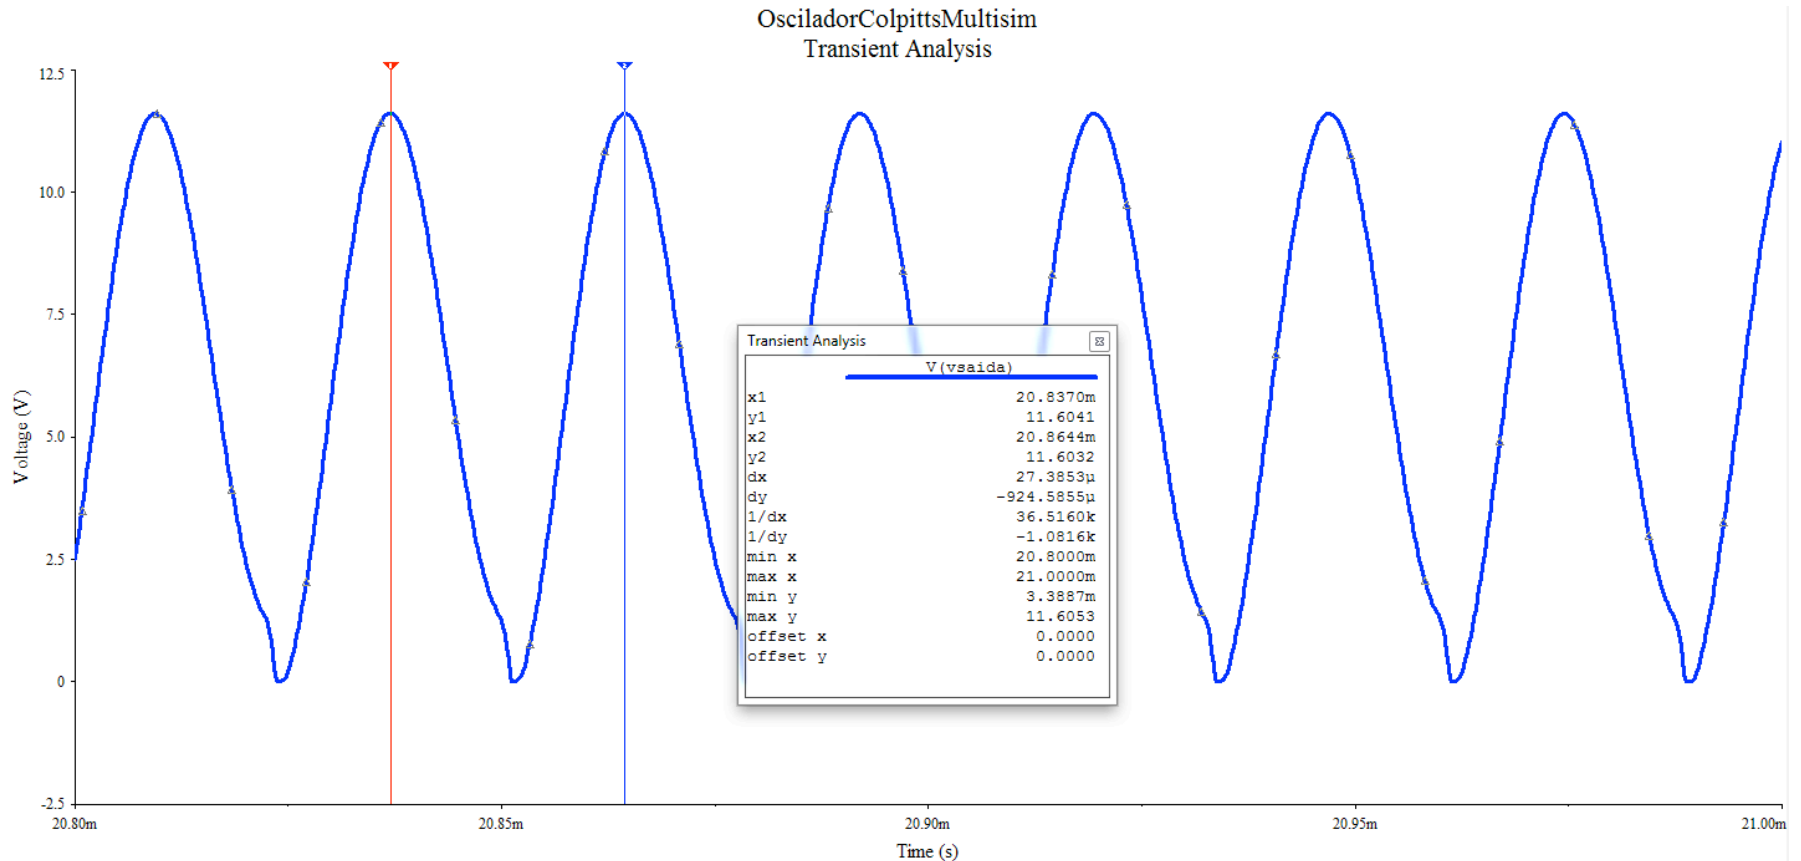 OsciladorColpittsMultisim
Transient Analysis
12.5
10.0
7.5
5.0
2.5
0
-2.5
Voltage (V)
1
2
Transient Analysis
V(vsaida)
x1 20.8370m
y1 11.6041
x2 20.8644m
y2 11.6032
dx 27.3853µ
dy -924.5855µ
1/dx 36.5160k
1/dy -1.0816k
min x 20.8000m
max x 21.0000m
min y 3.3887m
max y 11.6053
offset x 0.0000
offset y 0.0000
20.80m 20.85m 20.90m 20.95m 21.00m
Time (s)